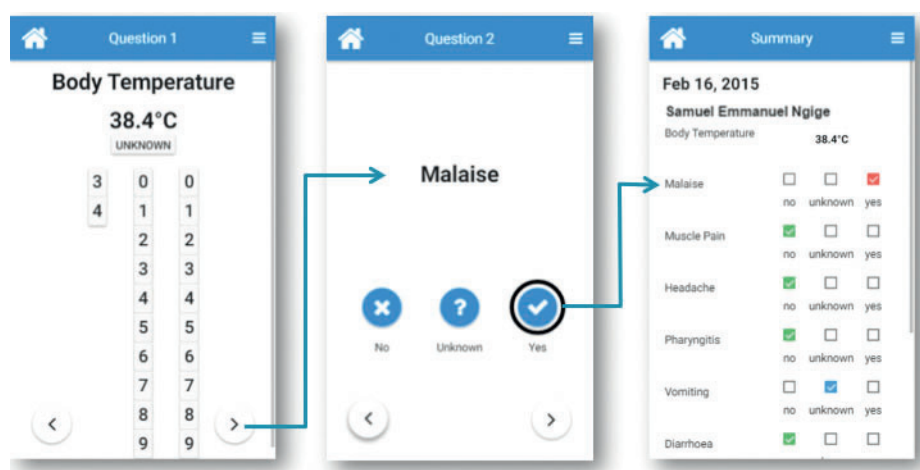 Question 1
Body Temperature
38.4°C
UNKNOWN
3 0 0
4 1 1
2 2
3 3
4 4
5 5
6 6
7 7
8 8
9 9
Question 2
Malaise
No Unknown Yes
Summary
Feb 16, 2015
Samuel Emmanuel Ngige
Body Temperature 38.4°C
Malaise
no unknown yes
Muscle Pain
no unknown yes
Headache
no unknown yes
Pharyngitis
no unknown yes
Vomiting
no unknown yes
Diarrhoea